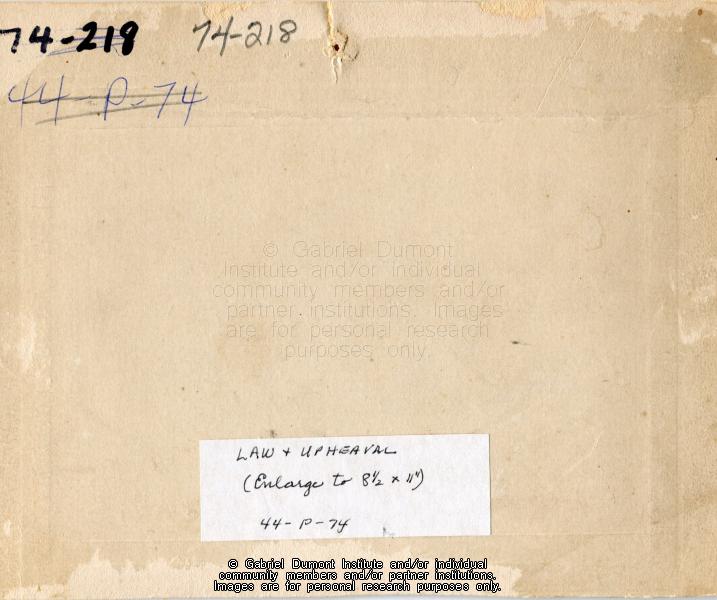 74-218 74-218
44-P-74
© Gabriel Dumont
Institute and/or individual
community members and/or
partner institutions. Images
are for personal research
purposes only.
LAW + UPHEAVAL
(Enlarge to 8 1/2 x 11")
44-P-74
© Gabriel Dumont Institute and/or individual
community members and/or partner institutions.
Images are for personal research purposes only.